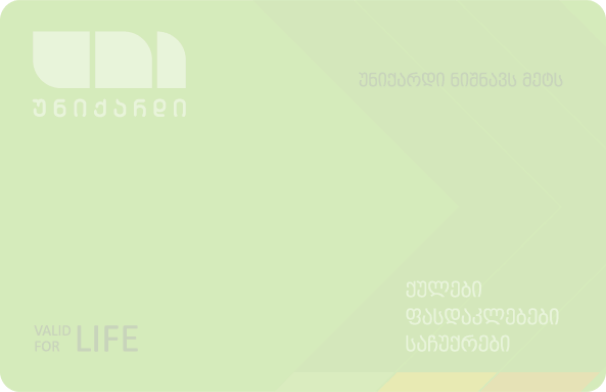 უნიქარდი
უნიქარდი ნიშნავს მეტს
ქულები
ფასდაკლებები
საჩუქრები
VALID
FOR LIFE